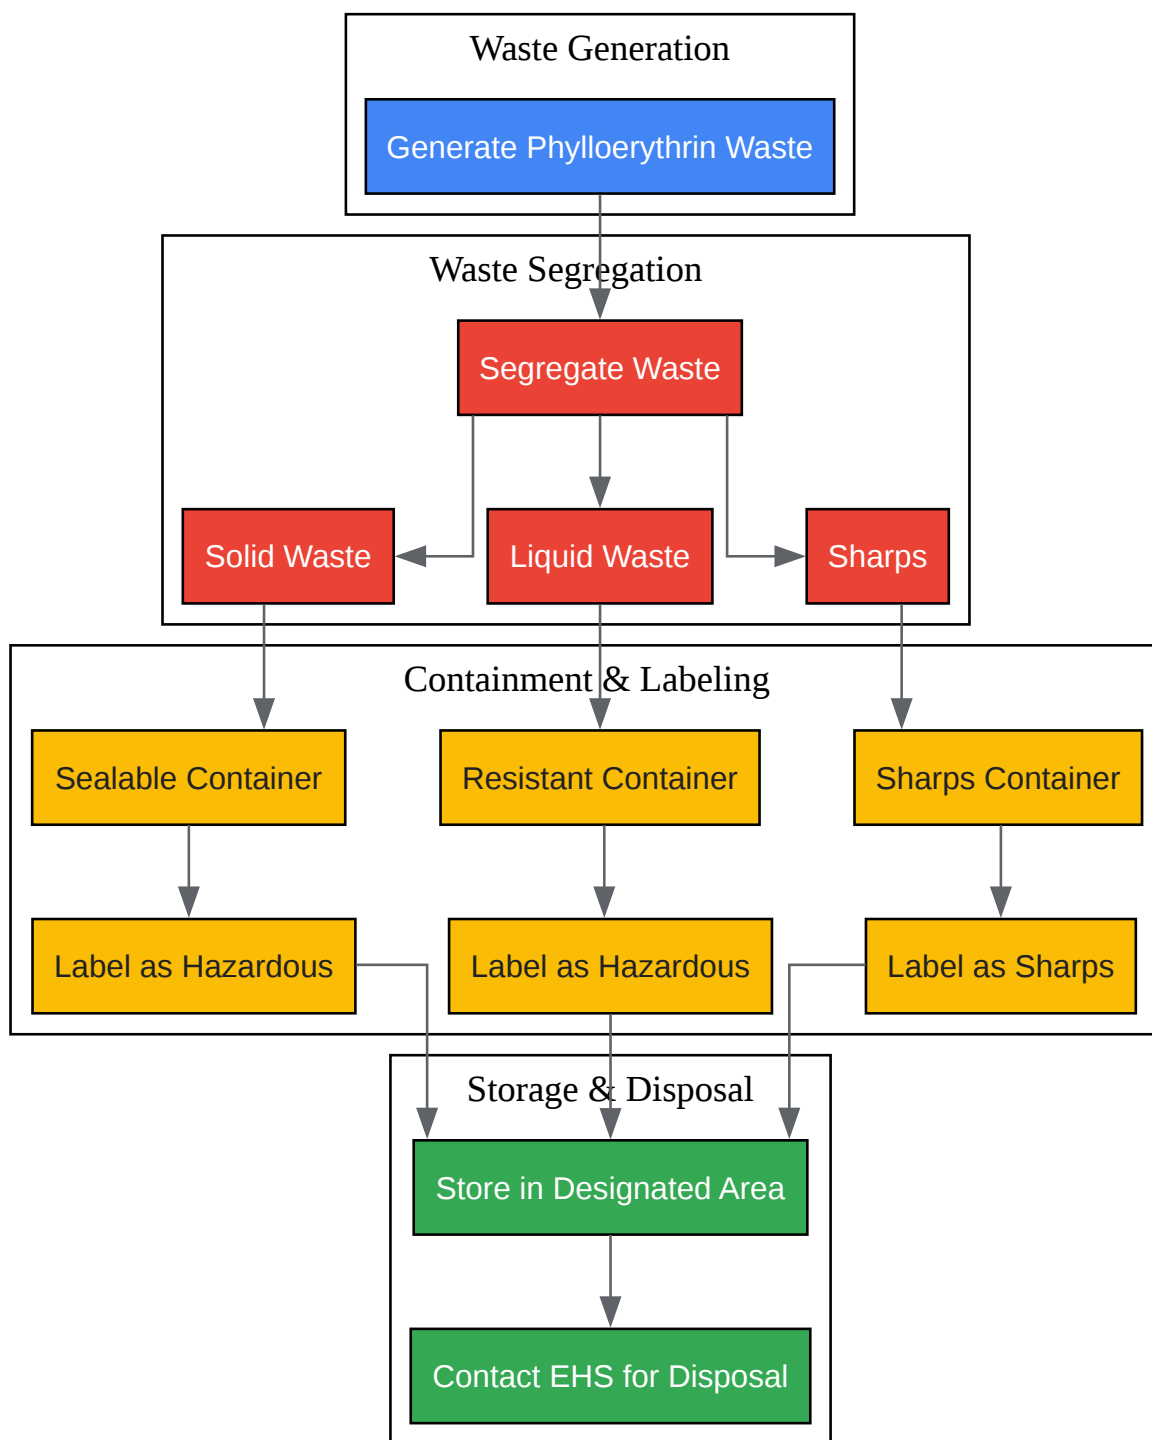 Waste Generation
Generate Phylloerythrin Waste
Waste Segregation
Segregate Waste
Solid Waste
Liquid Waste
Sharps
Containment & Labeling
Sealable Container
Resistant Container
Sharps Container
Label as Hazardous
Label as Hazardous
Label as Sharps
Storage & Disposal
Store in Designated Area
Contact EHS for Disposal